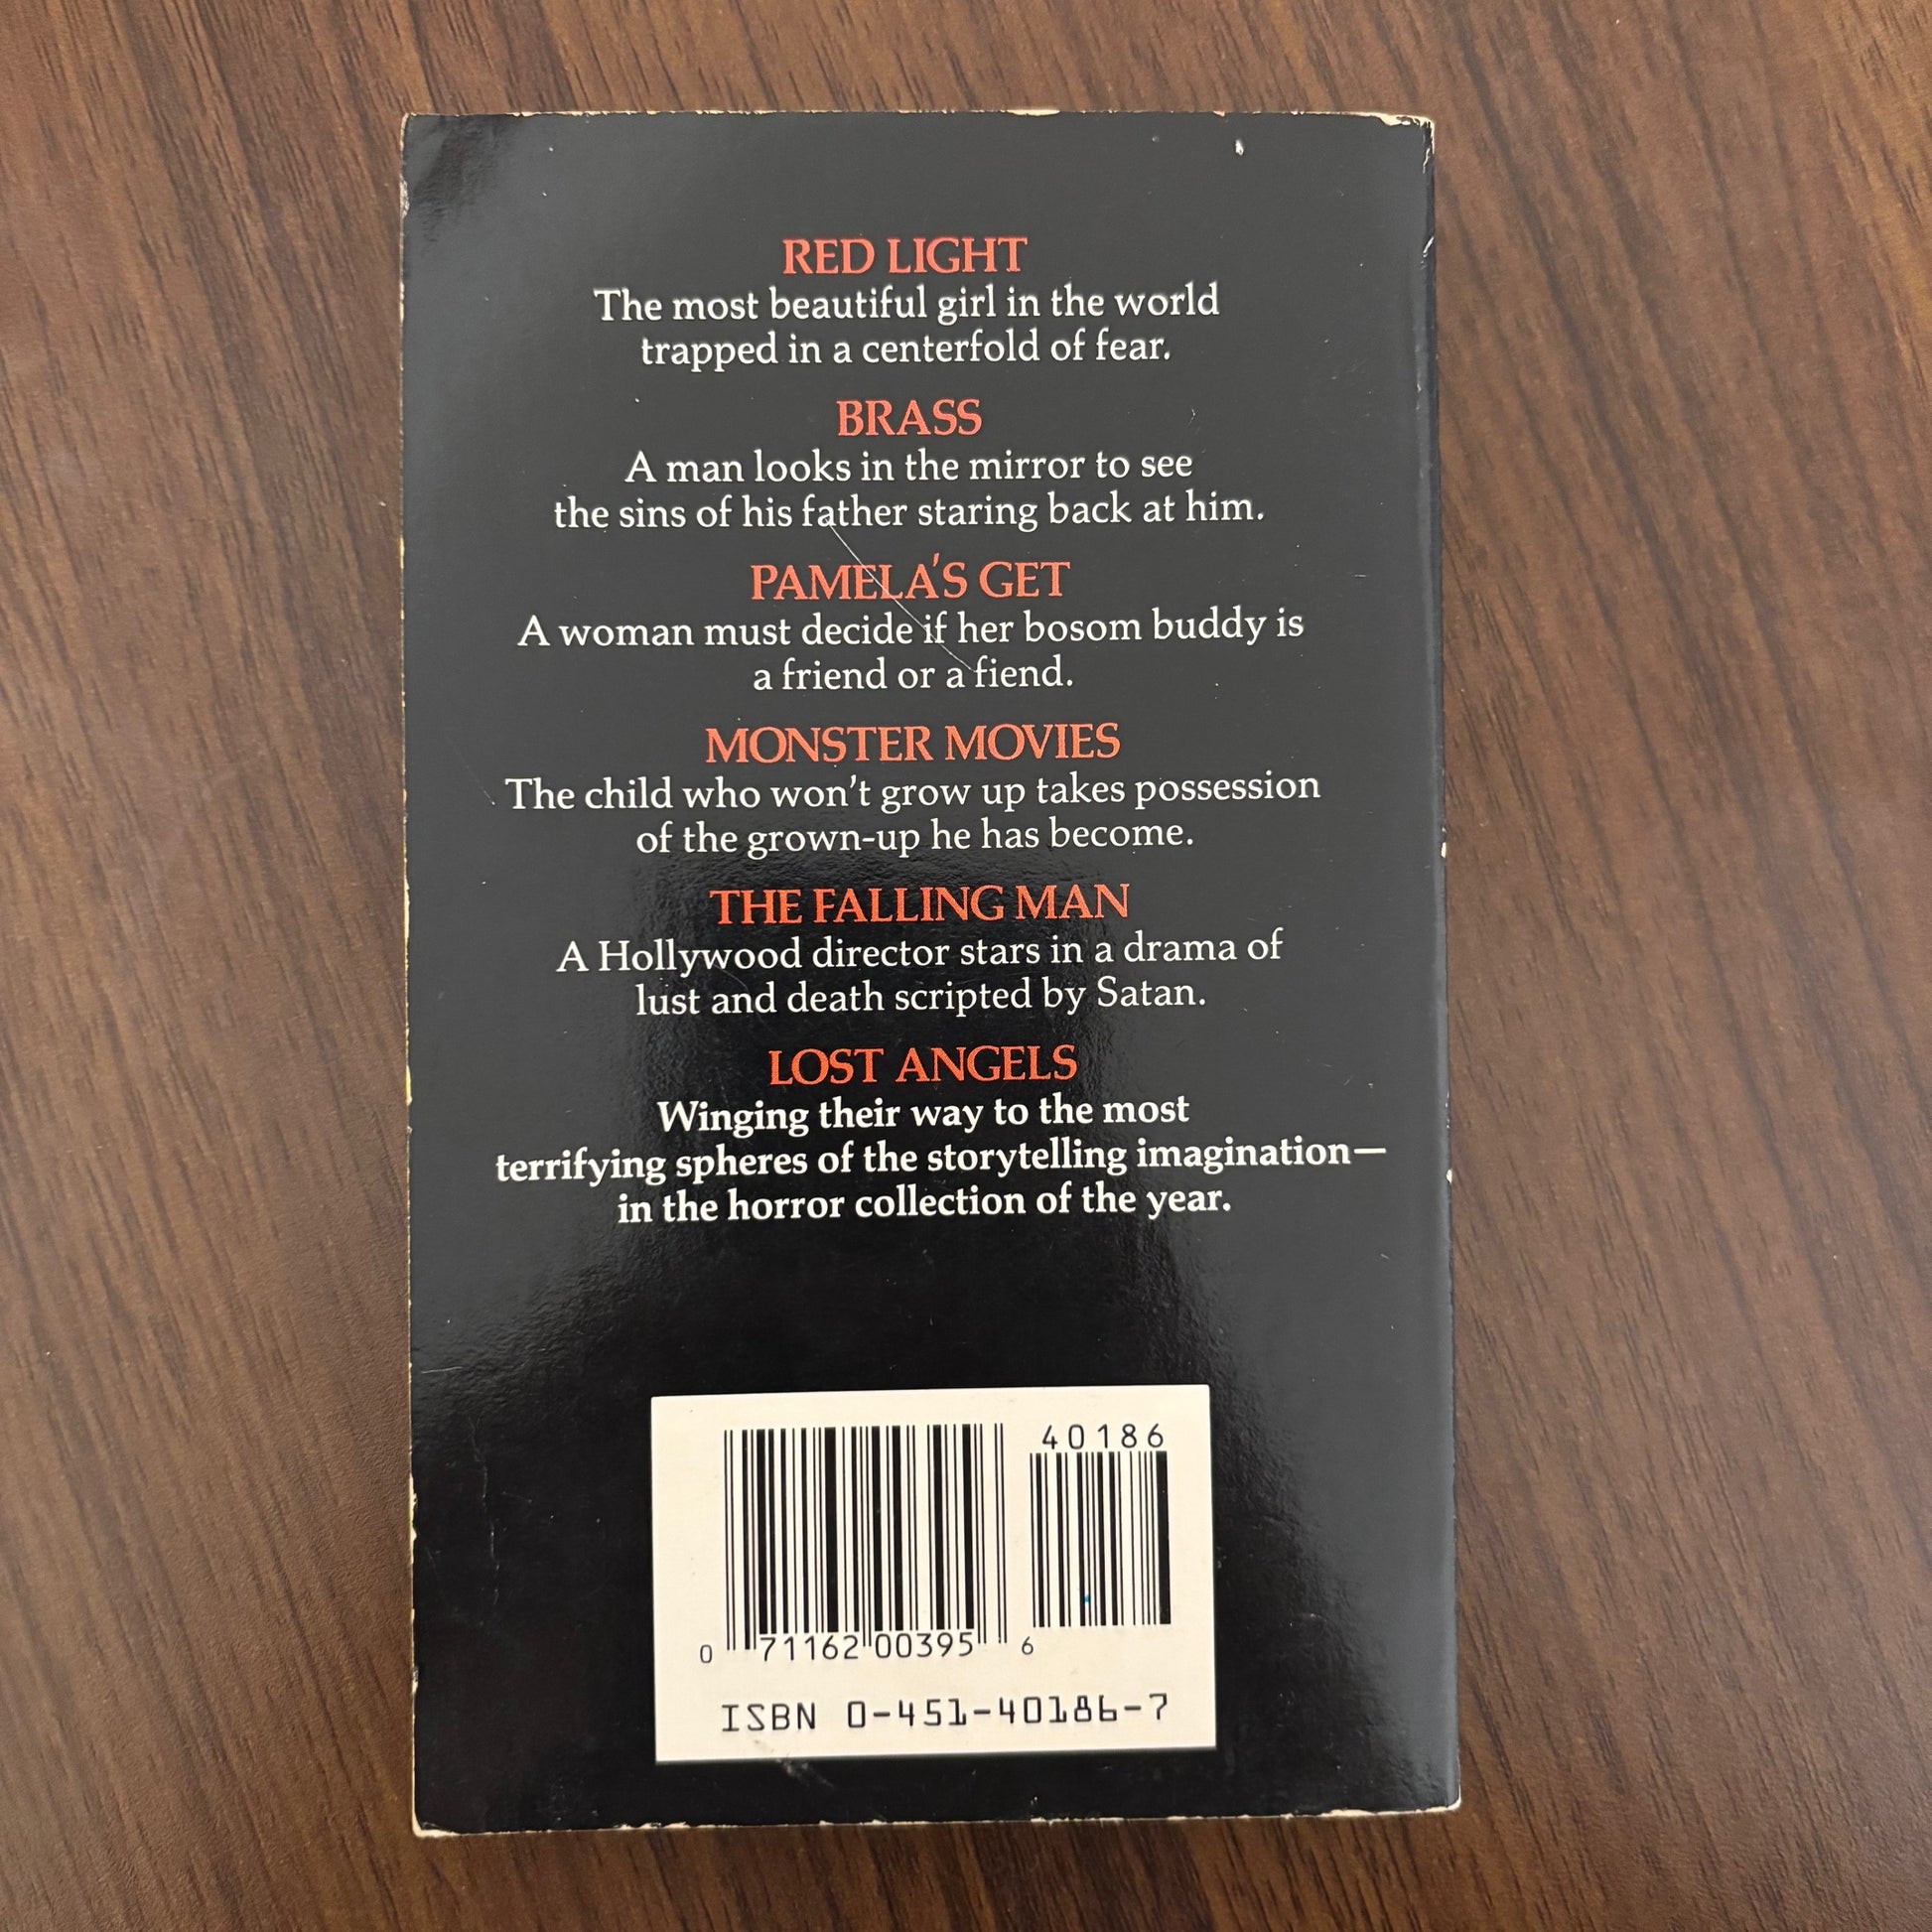 RED LIGHT
The most beautiful girl in the world
trapped in a centerfold of fear.
BRASS
A man looks in the mirror to see
the sins of his father staring back at him.
PAMELA'S GET
A woman must decide if her bosom buddy is
a friend or a fiend.
MONSTER MOVIES
The child who won't grow up takes possession
of the grown-up he has become.
THE FALLING MAN
A Hollywood director stars in a drama of
lust and death scripted by Satan.
LOST ANGELS
Winging their way to the most
terrifying spheres of the storytelling imagination—
in the horror collection of the year.
40186
0 71162 00395 6
ISBN 0-451-40186-7